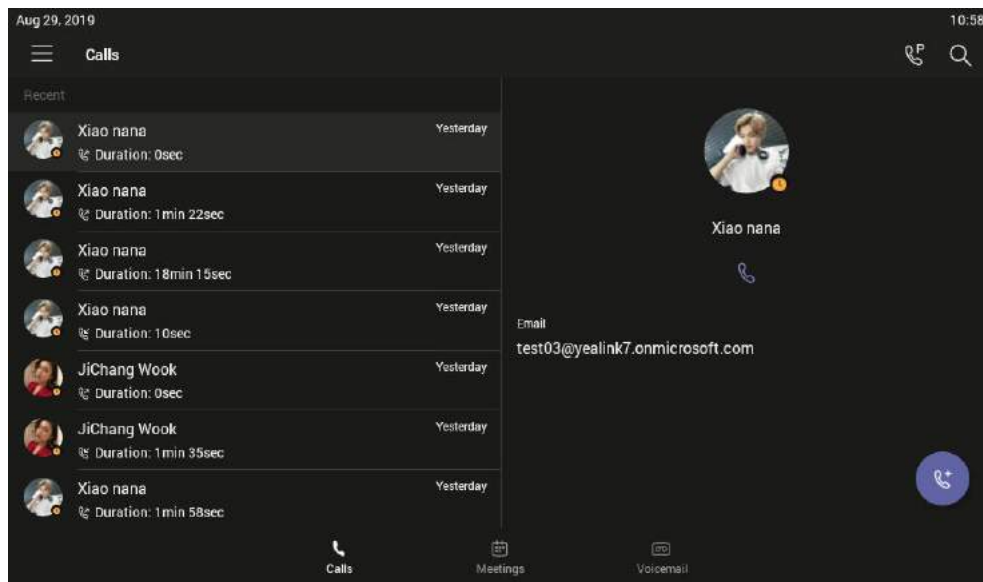 Aug 29, 2019
10:58
Calls
P
Recent
Xiao nana
Yesterday
Duration: 0sec
Xiao nana
Yesterday
Duration: 1min 22sec
Xiao nana
Yesterday
Duration: 18min 15sec
Xiao nana
Yesterday
Duration: 10sec
JiChang Wook
Yesterday
Duration: 0sec
JiChang Wook
Yesterday
Duration: 1min 35sec
Xiao nana
Yesterday
Duration: 1min 58sec
Xiao nana
Email
test03@yealink7.onmicrosoft.com
Calls
Meetings
Voicemail